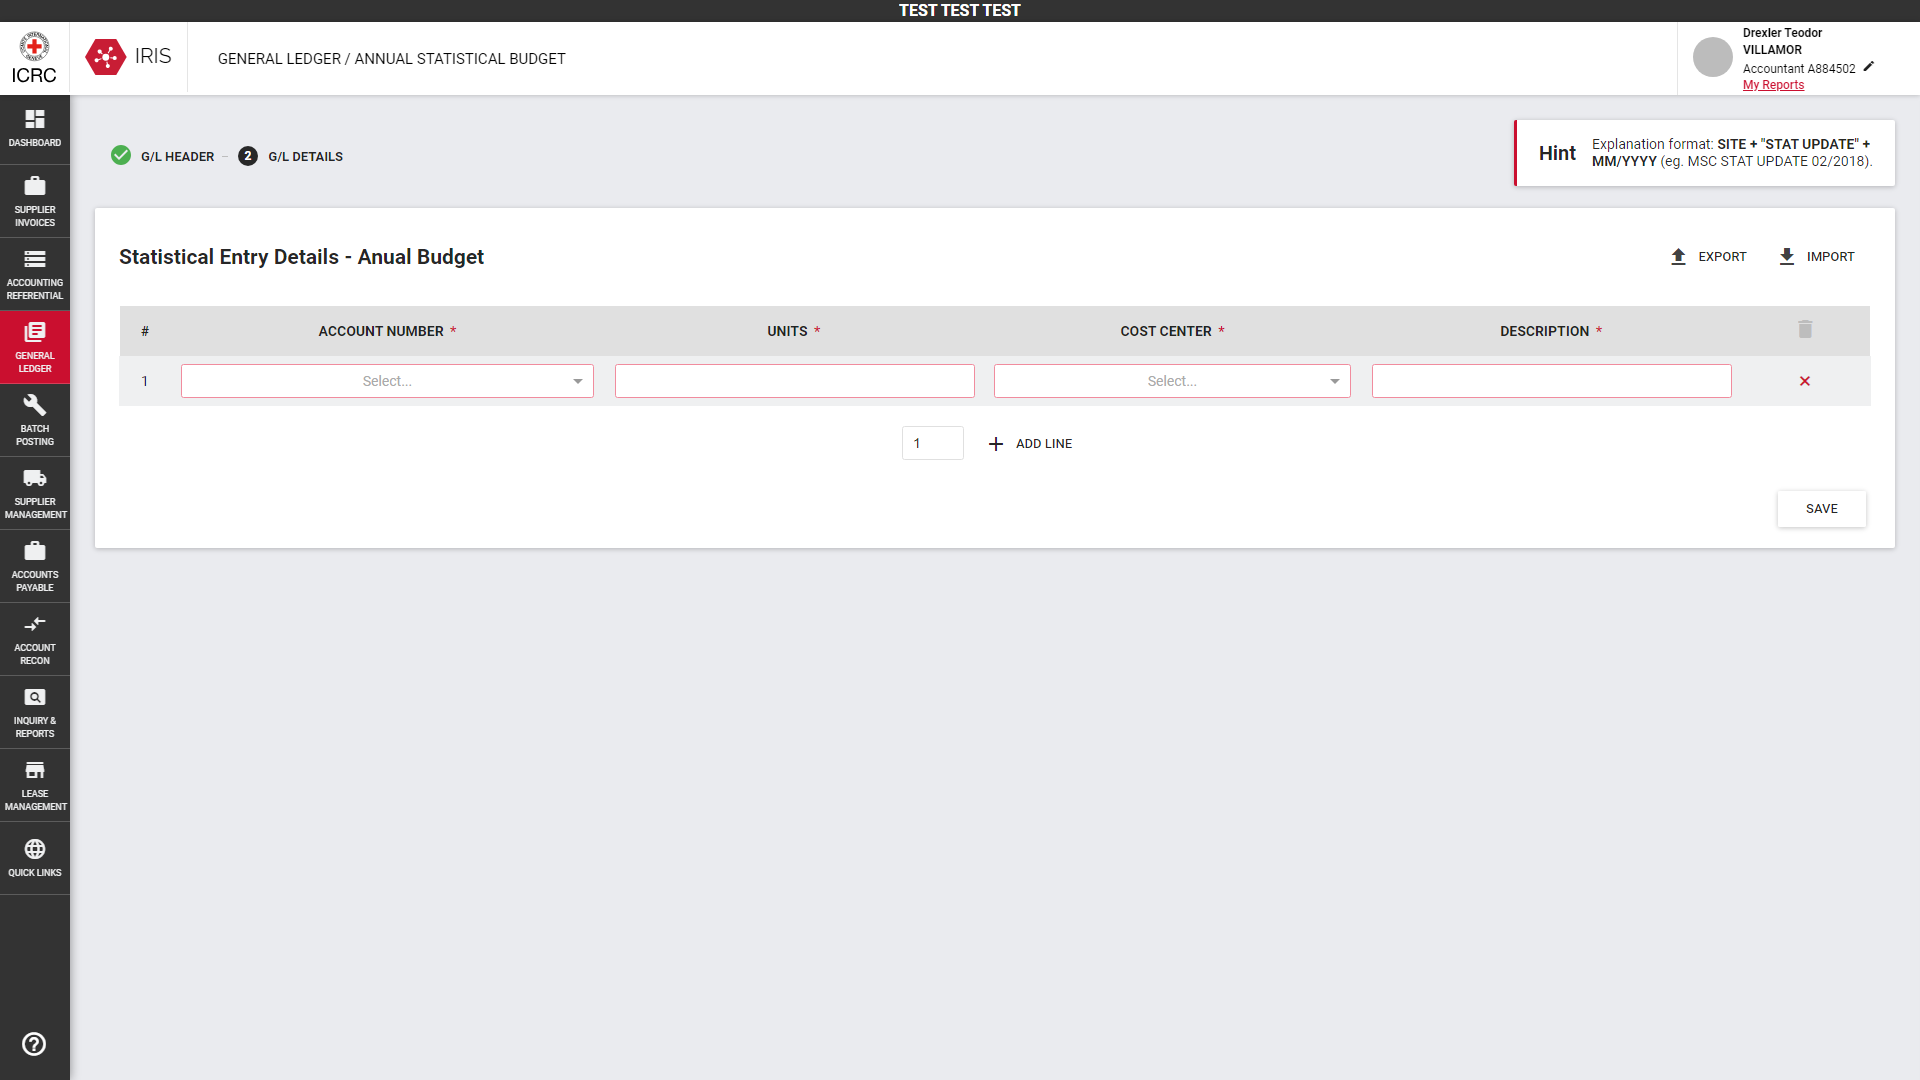 TEST TEST TEST
ICRC
IRIS
GENERAL LEDGER / ANNUAL STATISTICAL BUDGET
Drexler Teodor
VILLAMOR
Accountant A884502
My Reports
DASHBOARD
SUPPLIER
INVOICES
ACCOUNTING
REFERENTIAL
GENERAL
LEDGER
BATCH
POSTING
SUPPLIER
MANAGEMENT
ACCOUNTS
PAYABLE
ACCOUNT
RECON
INQUIRY &
REPORTS
LEASE
MANAGEMENT
QUICK LINKS
G/L HEADER – 2 G/L DETAILS
Hint
Explanation format: SITE + "STAT UPDATE" +
MM/YYYY (eg. MSC STAT UPDATE 02/2018).
Statistical Entry Details - Anual Budget
EXPORT
IMPORT
# ACCOUNT NUMBER * UNITS * COST CENTER * DESCRIPTION *
1 Select... Select...
1 ADD LINE
SAVE